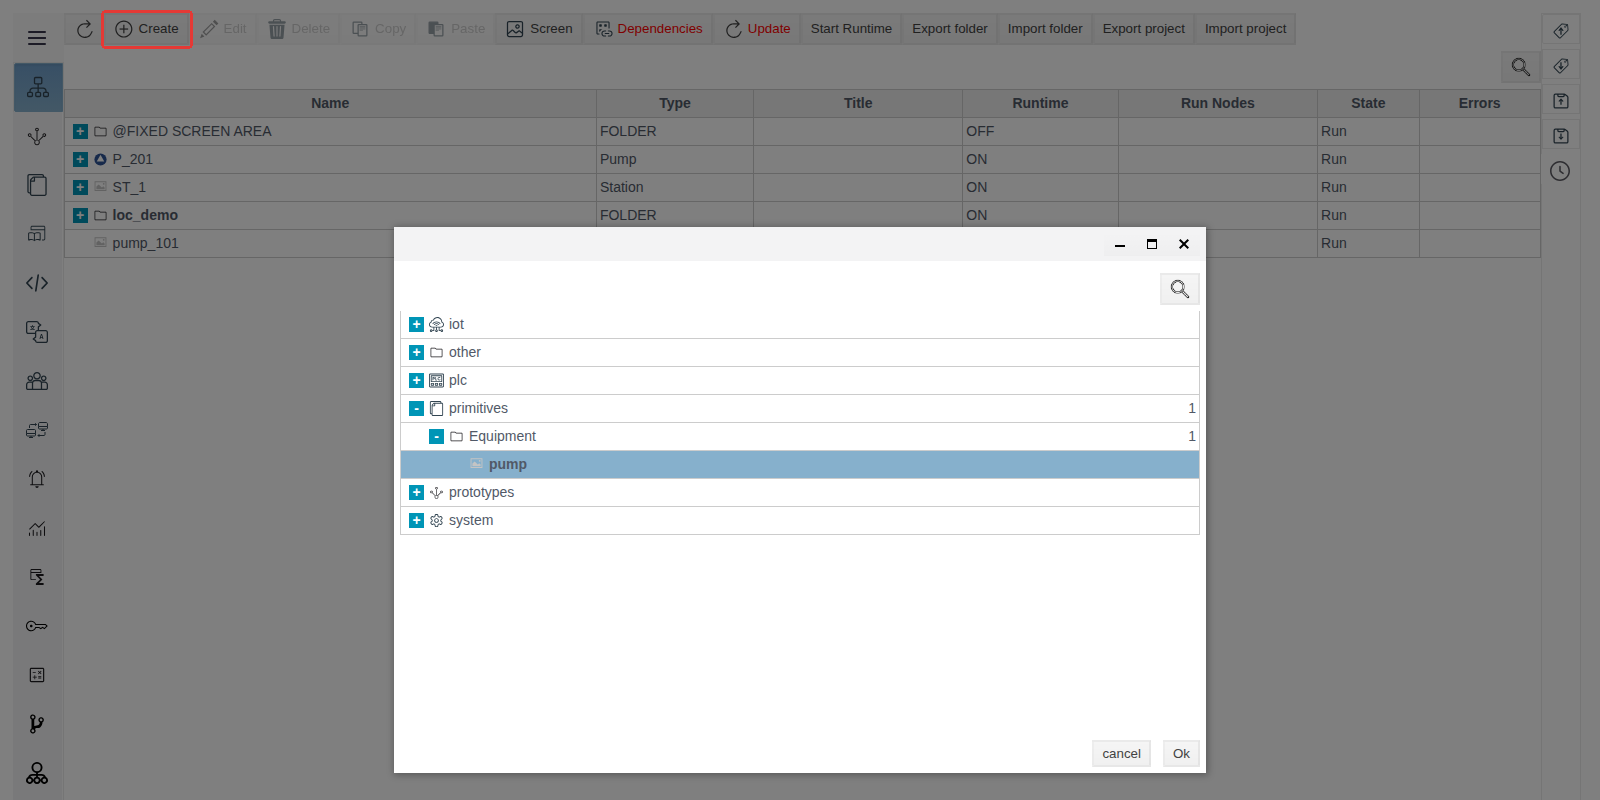 Create Edit Delete Copy Paste Screen Dependencies Update Start Runtime Export folder Import folder Export project Import project
Name Type Title Runtime Run Nodes State Errors
+ @FIXED SCREEN AREA FOLDER OFF Run
+ P_201 Pump ON Run
+ ST_1 Station ON Run
+ loc_demo FOLDER ON Run
pump_101 Run
+ iot
+ other
+ plc
- primitives 1
- Equipment 1
pump
+ prototypes
+ system
cancel Ok